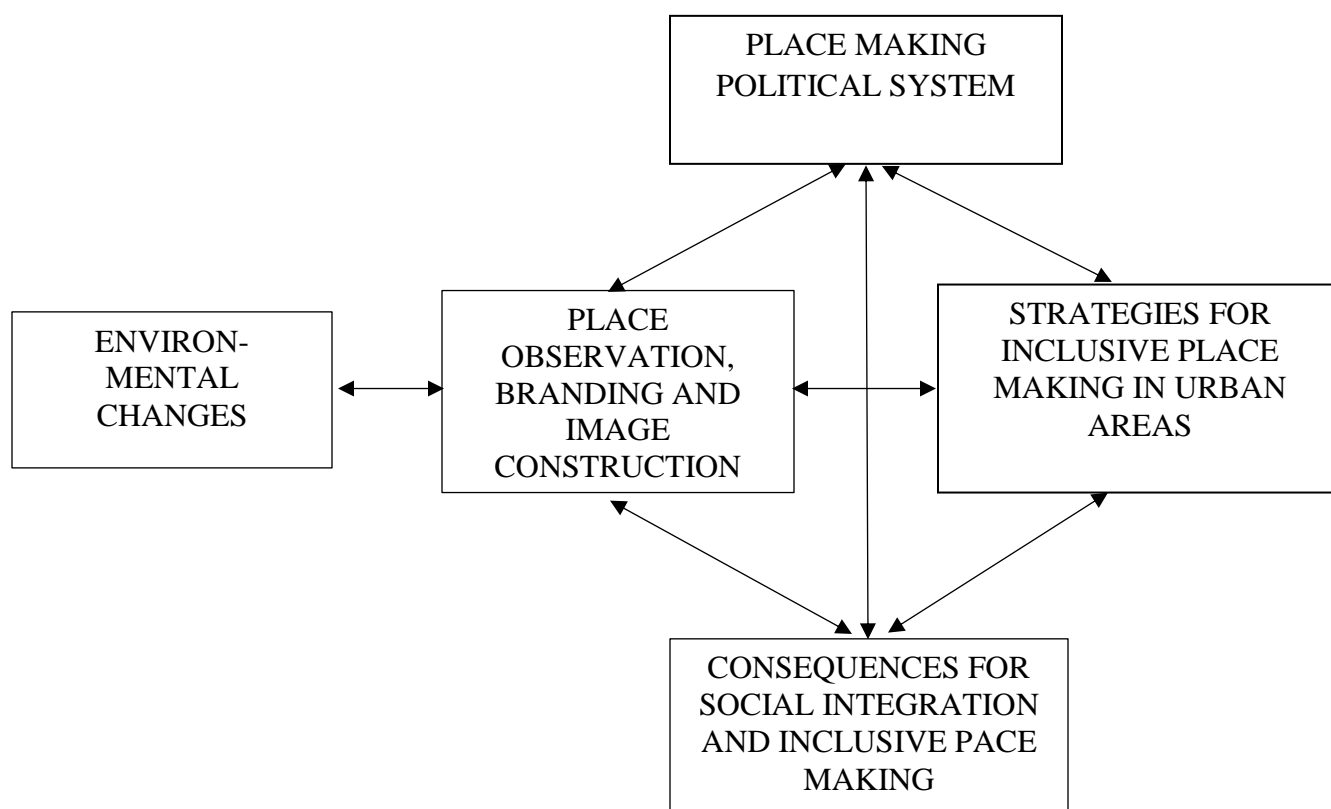 PLACE MAKING
POLITICAL SYSTEM
ENVIRON-
MENTAL
CHANGES
PLACE
OBSERVATION,
BRANDING AND
IMAGE
CONSTRUCTION
STRATEGIES FOR
INCLUSIVE PLACE
MAKING IN URBAN
AREAS
CONSEQUENCES FOR
SOCIAL INTEGRATION
AND INCLUSIVE PACE
MAKING